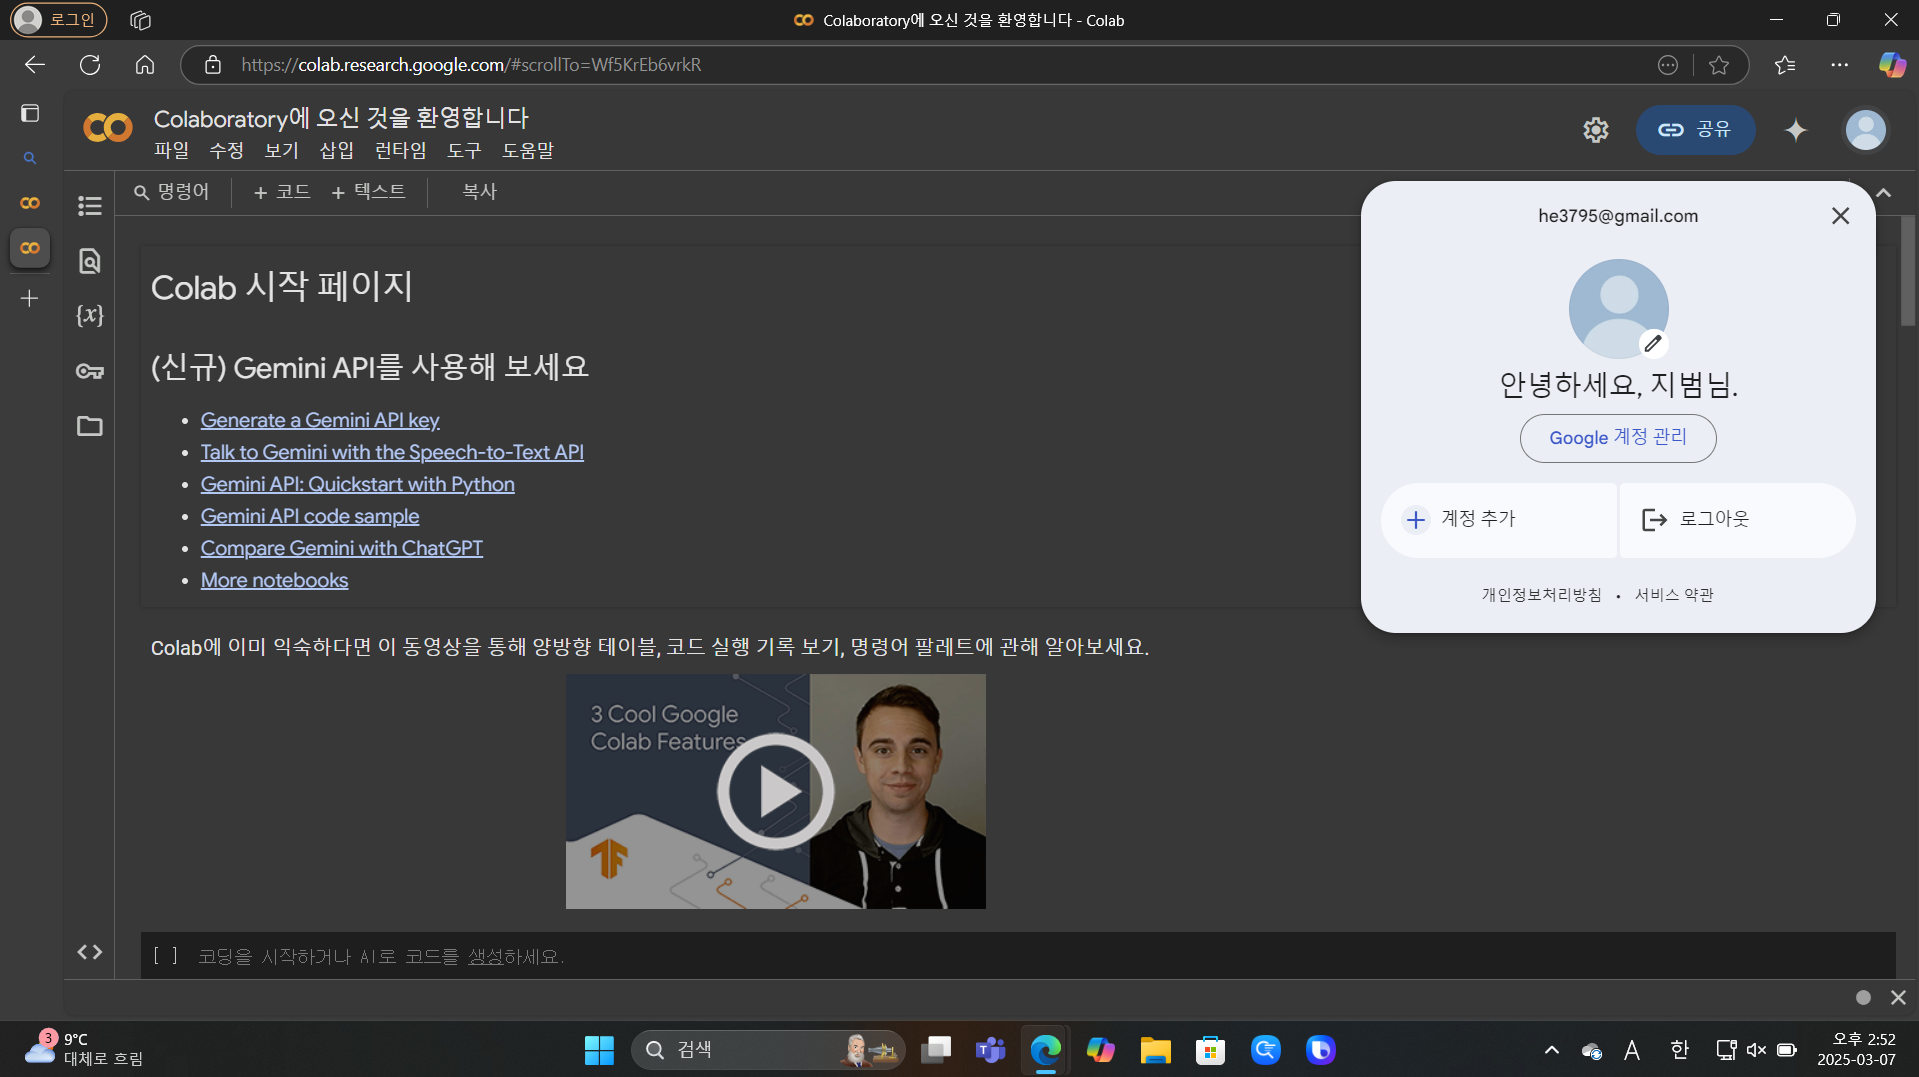 로그인
Colaboratory에 오신 것을 환영합니다 - Colab
https://colab.research.google.com/#scrollTo=Wf5KrEb6vrkR
Colaboratory에 오신 것을 환영합니다
파일 수정 보기 삽입 런타임 도구 도움말
공유
명령어 + 코드 + 텍스트 복사
he3795@gmail.com
안녕하세요, 지범님.
Google 계정 관리
계정 추가
로그아웃
개인정보처리방침 • 서비스 약관
{x}
Colab 시작 페이지
(신규) Gemini API를 사용해 보세요
• Generate a Gemini API key
• Talk to Gemini with the Speech-to-Text API
• Gemini API: Quickstart with Python
• Gemini API code sample
• Compare Gemini with ChatGPT
• More notebooks
Colab에 이미 익숙하다면 이 동영상을 통해 양방향 테이블, 코드 실행 기록 보기, 명령어 팔레트에 관해 알아보세요.
3 Cool Google
Colab Features
[ ] 코딩을 시작하거나 AI로 코드를 생성하세요.
3
9°C
대체로 흐림
검색
A 한
오후 2:52
2025-03-07